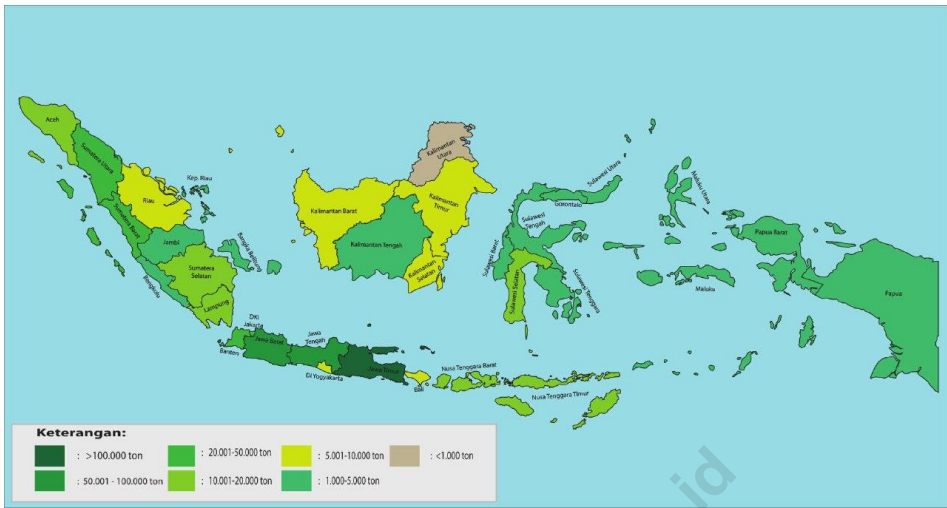 Aceh
Sumatera Utara
Kep. Riau
Riau
Sumatera Barat
Jambi
Bangka Belitung
Sumatera
Selatan
Bengkulu
Lampung
Kalimantan
Utara
Kalimantan Barat
Kalimantan
Timur
Kalimantan Tengah
Kalimantan
Selatan
Sulawesi Utara
Gorontalo
Sulawesi
Tengah
Sulawesi Barat
Sulawesi Selatan
Sulawesi Tenggara
Maluku Utara
Papua Barat
Maluku
Papua
DKI
Jakarta
Banten
Jawa Barat
Jawa
Tengah
DI Yogyakarta
Jawa Timur
Bali
Nusa Tenggara Barat
Nusa Tenggara Timur
Keterangan:
: >100.000 ton
: 20.001-50.000 ton
: 5.001-10.000 ton
: <1.000 ton
: 50.001 - 100.000 ton
: 10.001-20.000 ton
: 1.000-5.000 ton
id